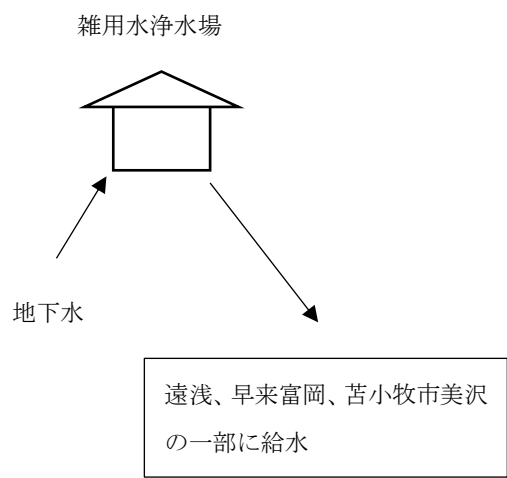 雑用水浄水場
地下水
遠浅、早来富岡、苫小牧市美沢
の一部に給水